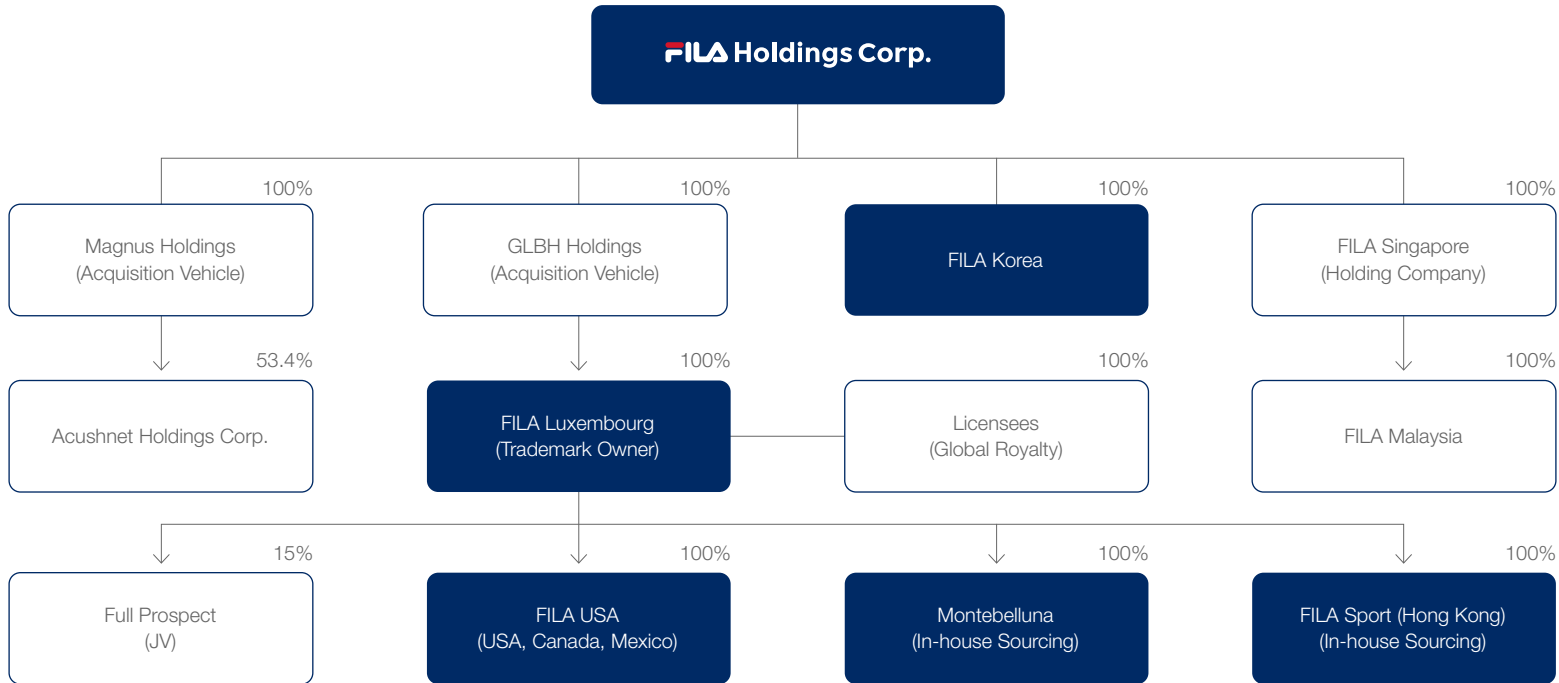 FILA Holdings Corp.
100%
100%
100%
100%
Magnus Holdings
(Acquisition Vehicle)
GLBH Holdings
(Acquisition Vehicle)
FILA Korea
FILA Singapore
(Holding Company)
53.4%
100%
100%
100%
Acushnet Holdings Corp.
FILA Luxembourg
(Trademark Owner)
Licensees
(Global Royalty)
FILA Malaysia
15%
100%
100%
100%
Full Prospect
(JV)
FILA USA
(USA, Canada, Mexico)
Montebelluna
(In-house Sourcing)
FILA Sport (Hong Kong)
(In-house Sourcing)